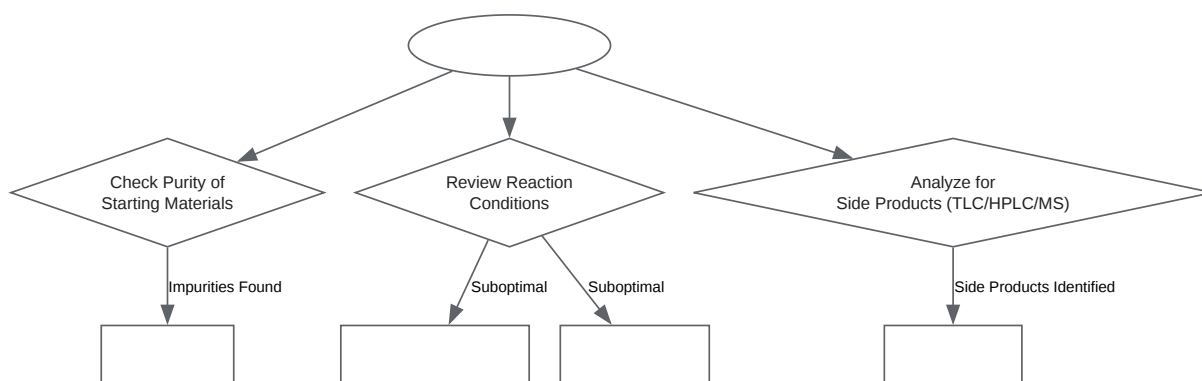 Check Purity of
Starting Materials
Review Reaction
Conditions
Analyze for
Side Products (TLC/HPLC/MS)
Impurities Found
Suboptimal
Suboptimal
Side Products Identified